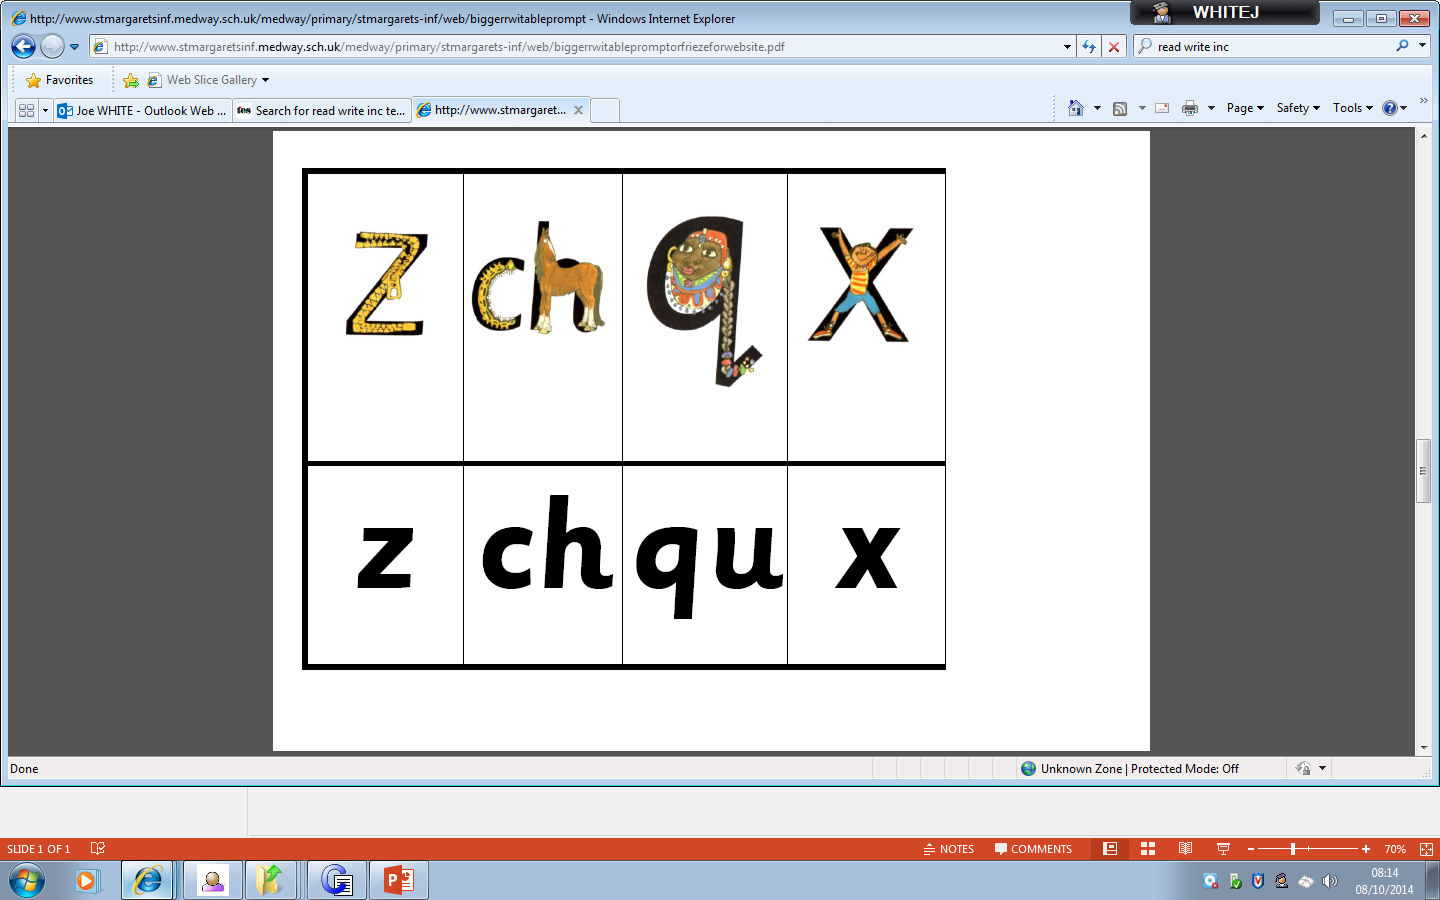 http://www.stmargaretsinf.medway.sch.uk/medway/primary/stmargarets-inf/web/biggerrwitableprompt - Windows Internet Explorer
WHITEJ
http://www.stmargaretsinf.medway.sch.uk/medway/primary/stmargarets-inf/web/biggerrwitablepromptorfriezeforwebsite.pdf
read write inc
Favorites
Web Slice Gallery
Joe WHITE - Outlook Web ...
tes Search for read write inc te...
http://www.stmargaret...
Page
Safety
Tools
z ch q x
z ch qu x
Done
Unknown Zone | Protected Mode: Off
SLIDE 1 OF 1
NOTES
COMMENTS
70%
08:14
08/10/2014